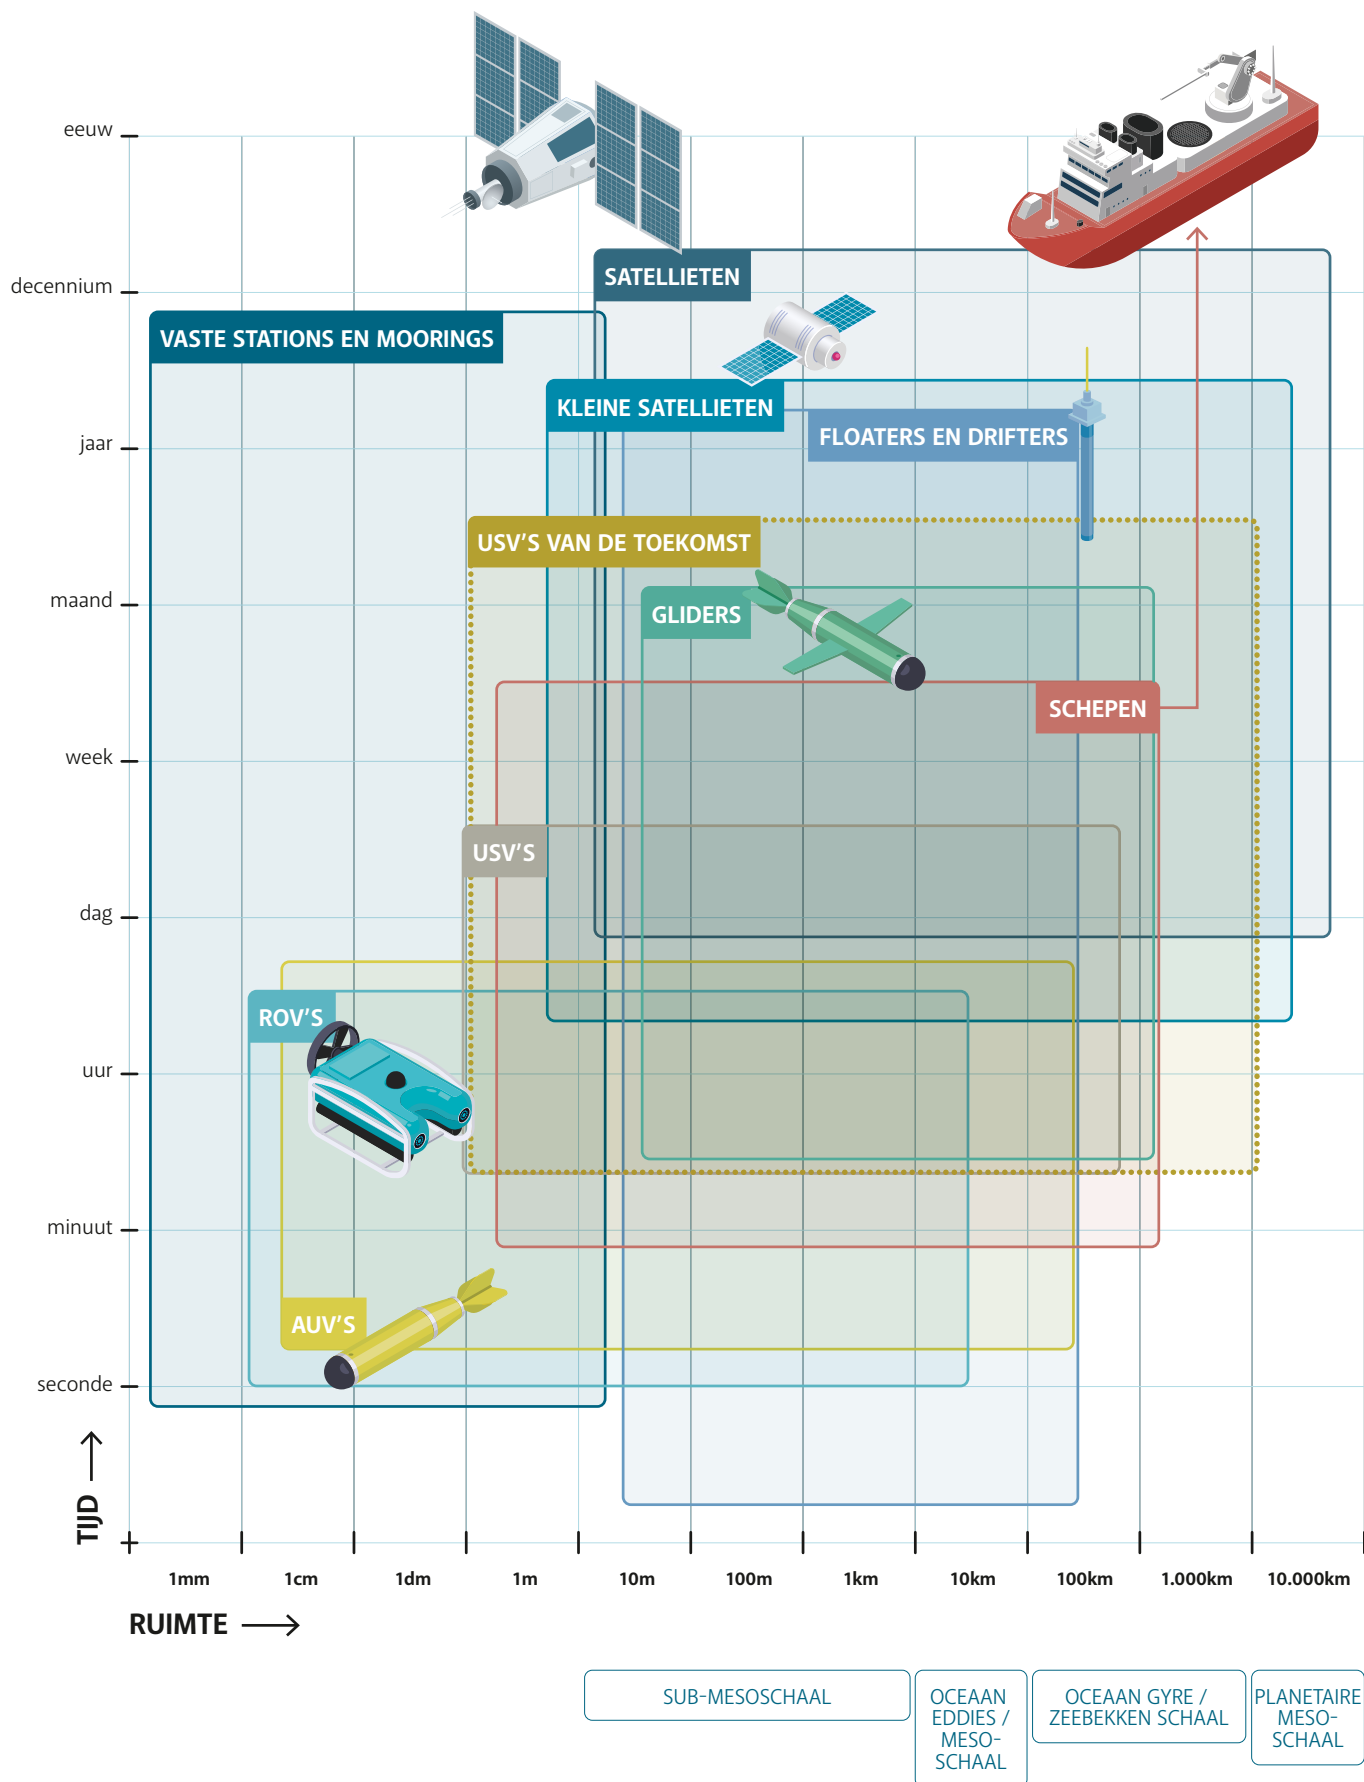 eeuw
decennium
SATELLIETEN
VASTE STATIONS EN MOORINGS
KLEINE SATELLIETEN
jaar
FLOATERS EN DRIFTERS
USV'S VAN DE TOEKOMST
maand
GLIDERS
SCHEPEN
week
USV'S
dag
ROV'S
uur
minuut
AUV'S
seconde
TIJD
1mm
1cm
1dm
1m
10m
100m
1km
10km
100km
1.000km
10.000km
RUIMTE
SUB-MESOSCHAAL
OCEAAN
EDDIES /
MESO-
SCHAAL
OCEAAN GYRE /
ZEEBEKKEN SCHAAL
PLANETAIRE
MESO-
SCHAAL